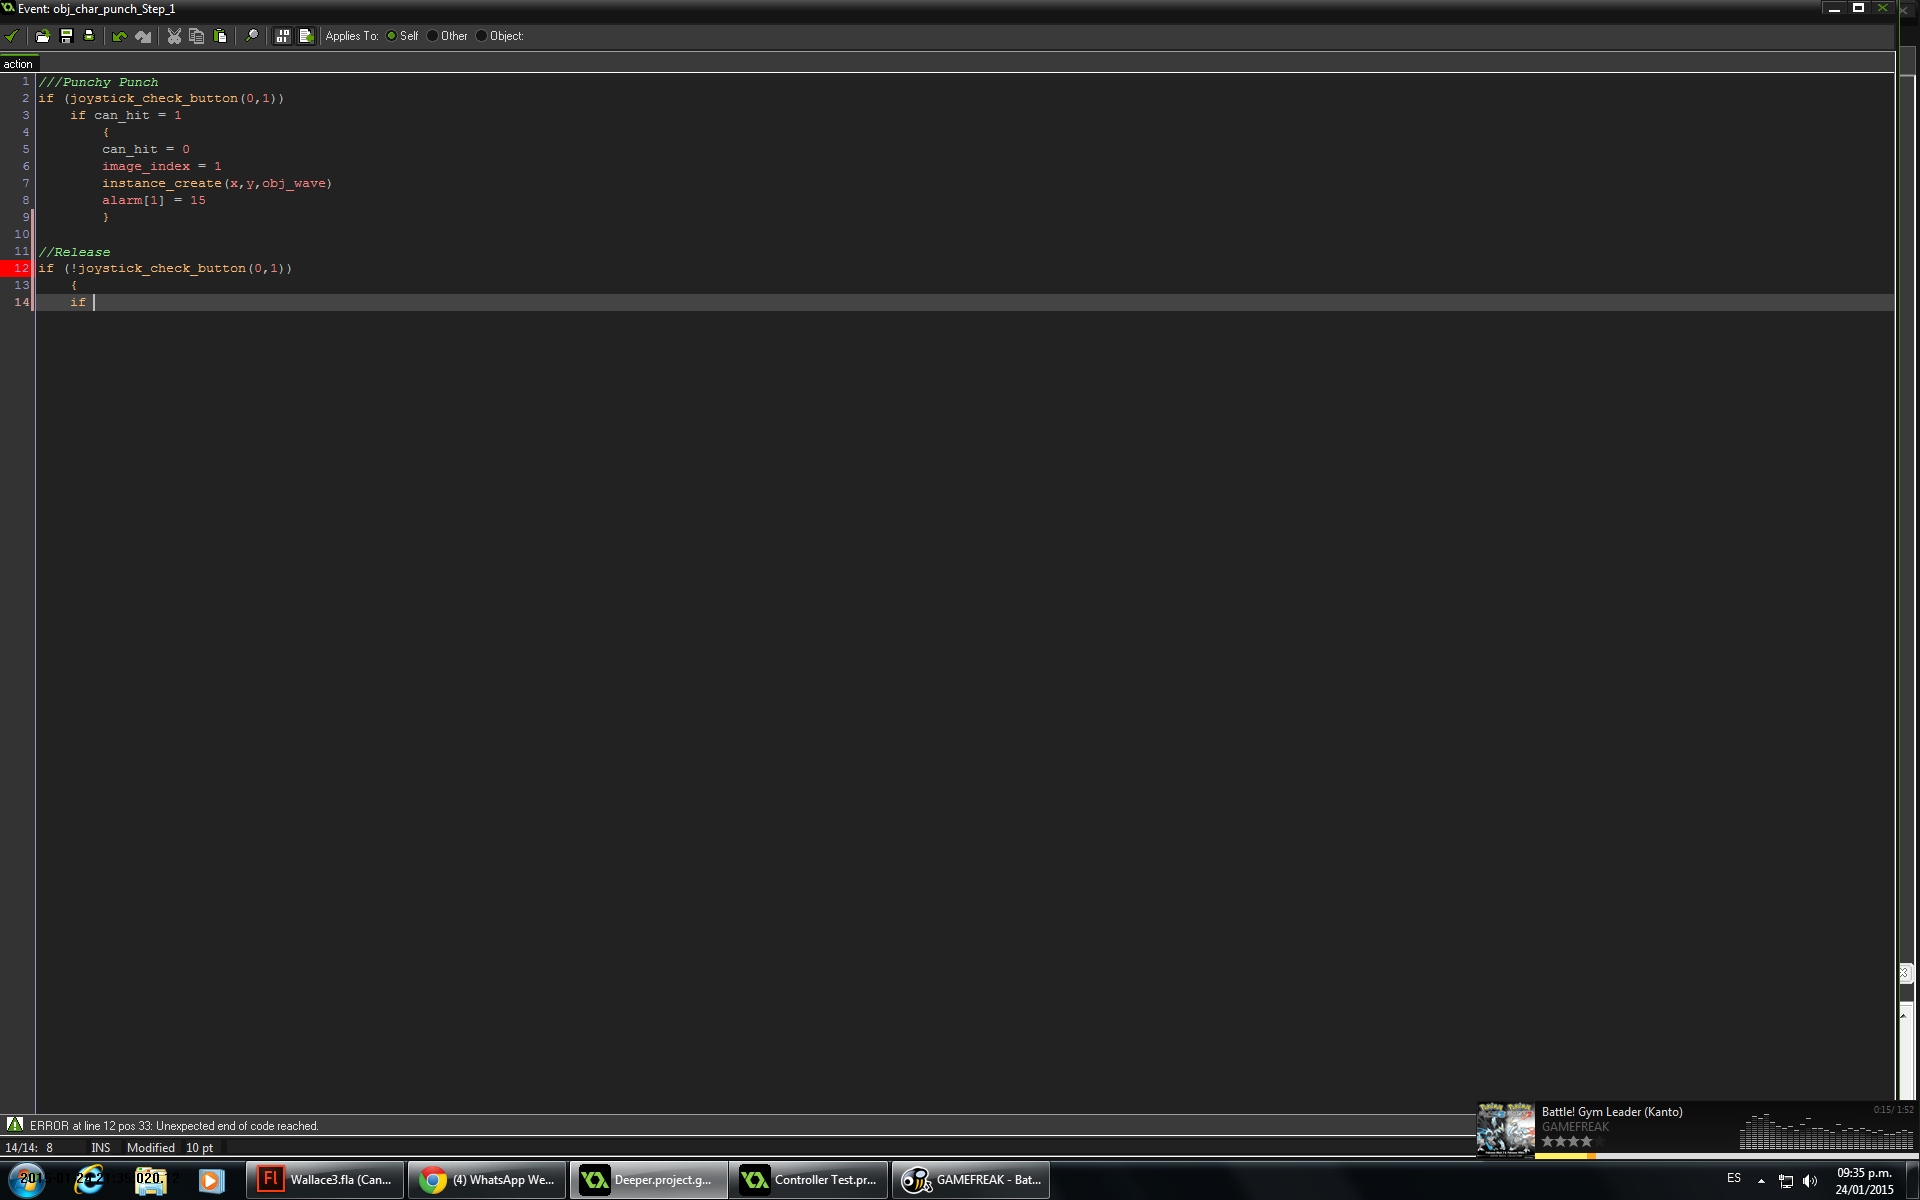 Event: obj_char_punch_Step_1
Applies To: Self Other Object:
action
1 ///Punchy Punch
2 if (joystick_check_button(0,1))
3 if can_hit = 1
4 {
5 can_hit = 0
6 image_index = 1
7 instance_create(x,y,obj_wave)
8 alarm[1] = 15
9 }
10
11 //Release
12 if (!joystick_check_button(0,1))
13 {
14 if
ERROR at line 12 pos 33: Unexpected end of code reached.
14/14: 8 INS Modified 10 pt
Battle! Gym Leader (Kanto)
0:15/ 1:52
GAMEFREAK
Fl Wallace3.fla (Can...
(4) WhatsApp We...
Deeper.project.g...
Controller Test.pr...
GAMEFREAK - Bat...
ES
09:35 p.m.
24/01/2015